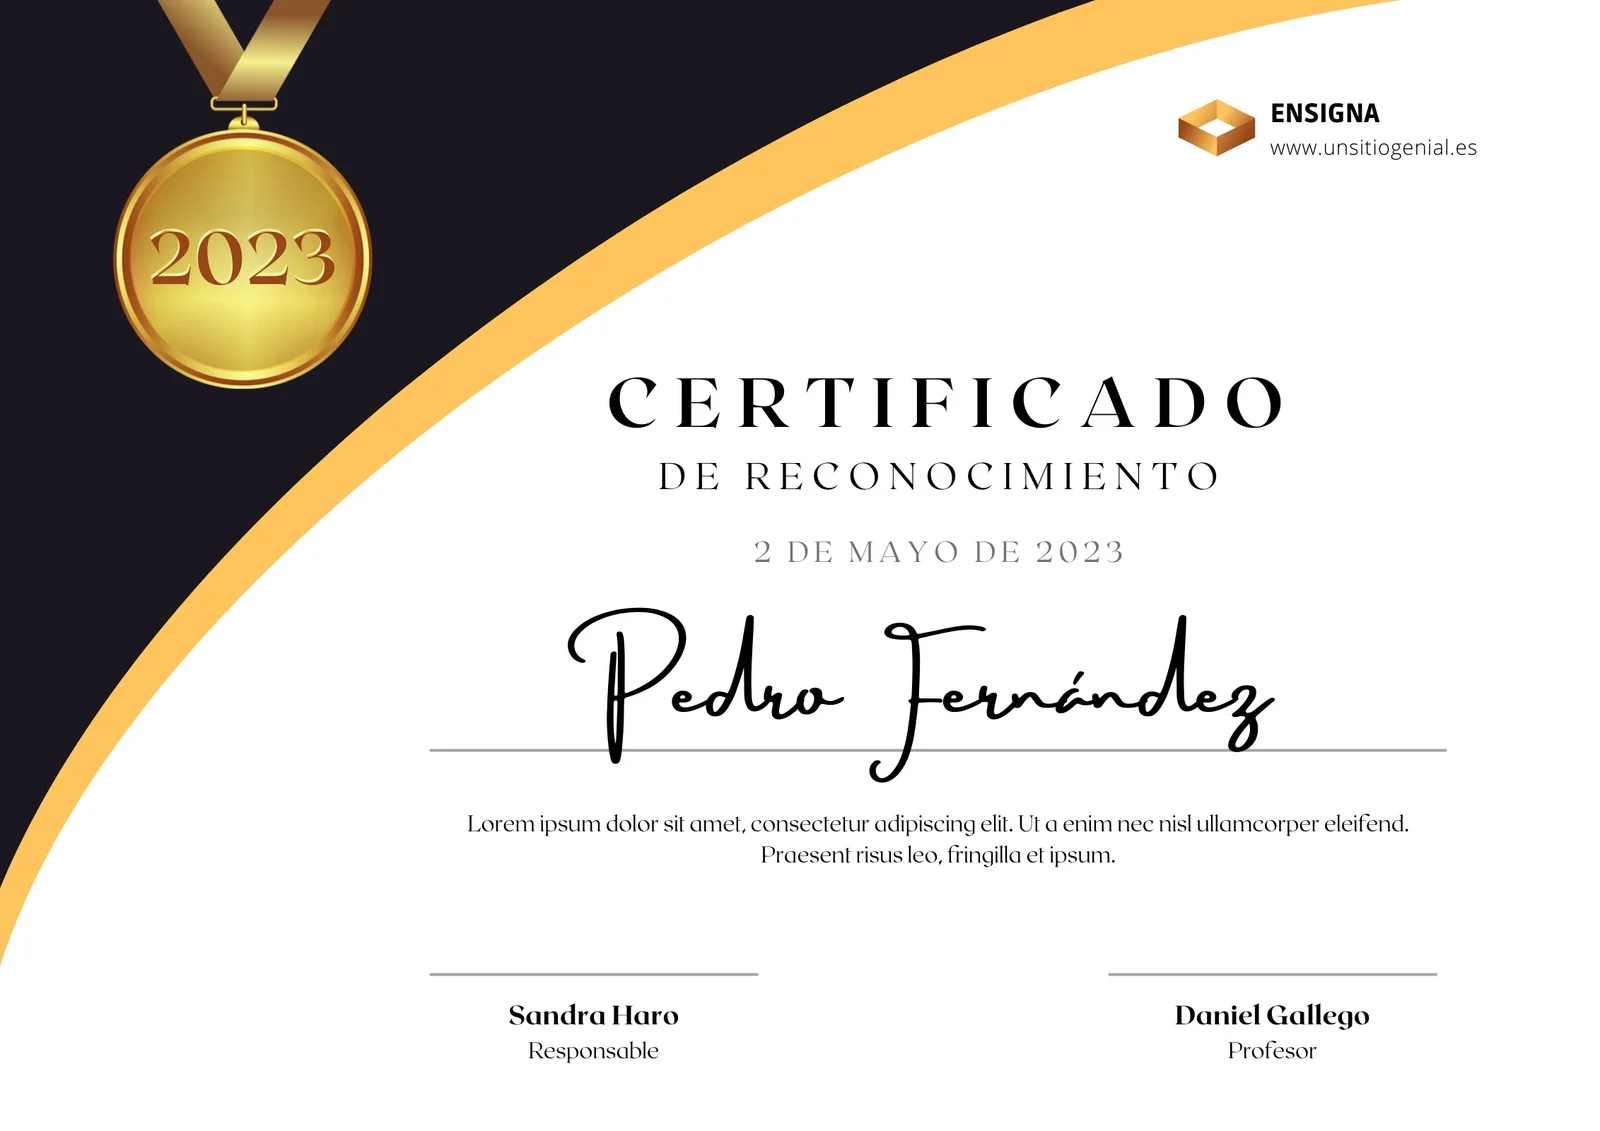 2023
ENSIGNA
www.unsitiogenial.es
CERTIFICADO
DE RECONOCIMIENTO
2 DE MAYO DE 2023
Pedro Fernández
Lorem ipsum dolor sit amet, consectetur adipiscing elit. Ut a enim nec nisl ullamcorper eleifend.
Praesent risus leo, fringilla et ipsum.
Sandra Haro
Responsable
Daniel Gallego
Profesor